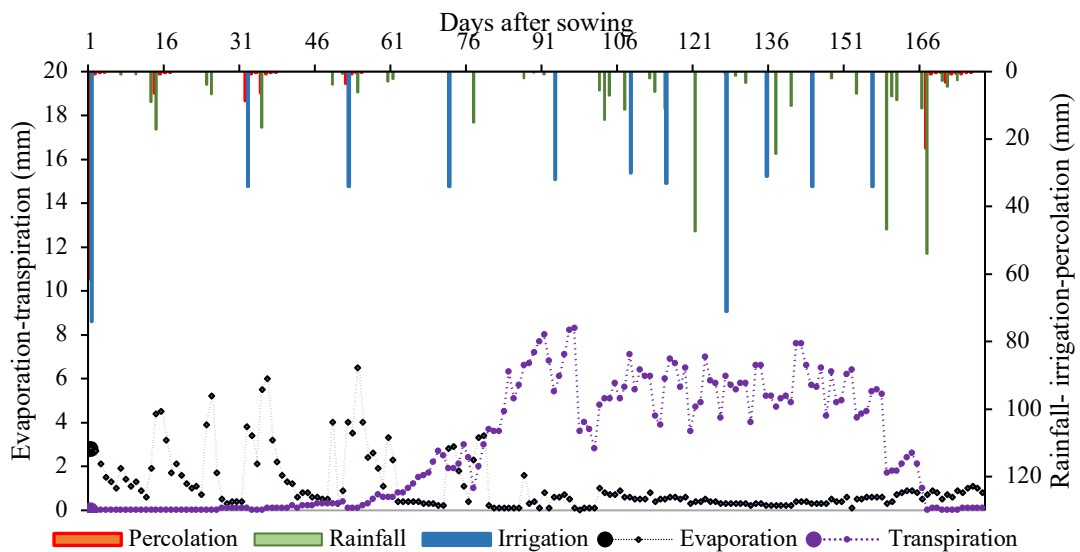 Days after sowing
1 16 31 46 61 76 91 106 121 136 151 166
20 0
18
16 20
14 40
12
10 60
8 80
6
4 100
2 120
0
Evaporation-transpiration (mm)
Rainfall- irrigation-percolation (mm)
Percolation Rainfall Irrigation Evaporation Transpiration